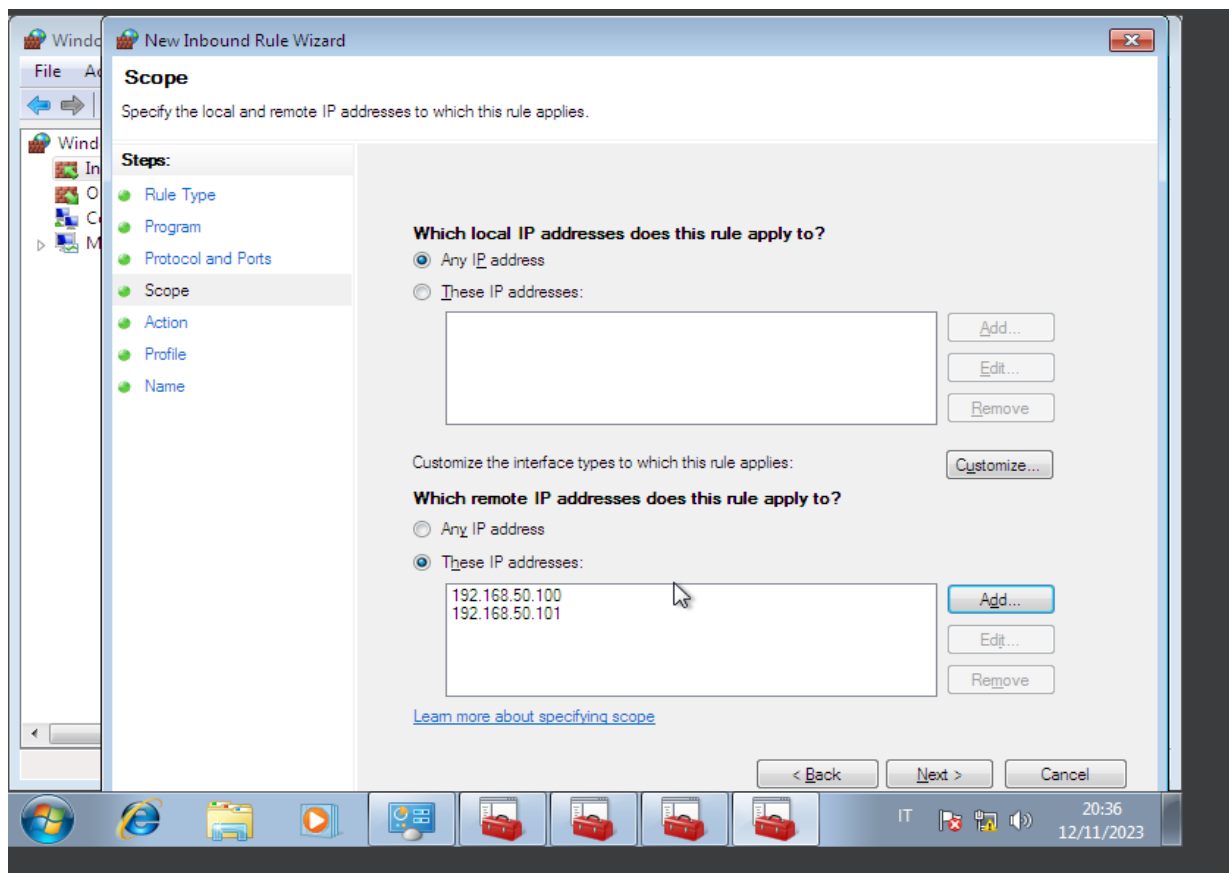 Windo
New Inbound Rule Wizard
File Ac
Scope
Specify the local and remote IP addresses to which this rule applies.
Wind
In
O
Co
M
Steps:
Rule Type
Program
Protocol and Ports
Scope
Action
Profile
Name
Which local IP addresses does this rule apply to?
Any IP address
These IP addresses:
Add...
Edit...
Remove
Customize the interface types to which this rule applies:
Customize...
Which remote IP addresses does this rule apply to?
Any IP address
These IP addresses:
192.168.50.100
192.168.50.101
Add...
Edit...
Remove
Learn more about specifying scope
< Back
Next >
Cancel
IT
20:36
12/11/2023